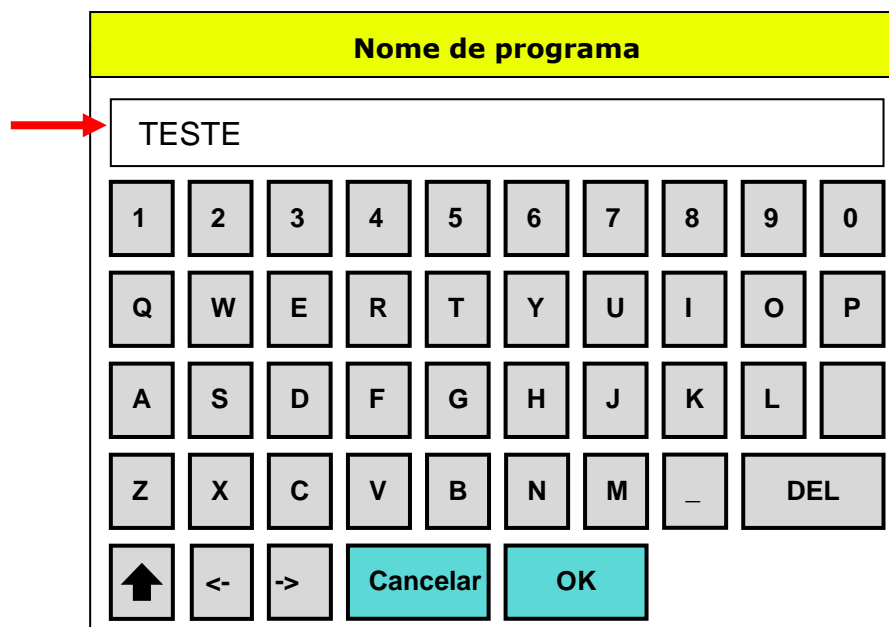 Nome de programa
TESTE
1 2 3 4 5 6 7 8 9 0
Q W E R T Y U I O P
A S D F G H J K L
Z X C V B N M _ DEL
<- -> Cancelar OK